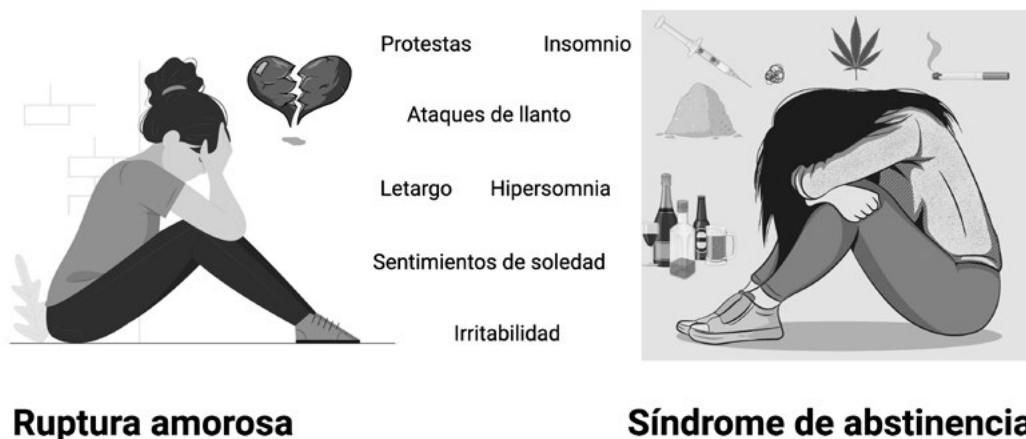 Protestas Insomnio
Ataques de llanto
Letargo Hipersomnia
Sentimientos de soledad
Irritabilidad
Ruptura amorosa Síndrome de abstinencia